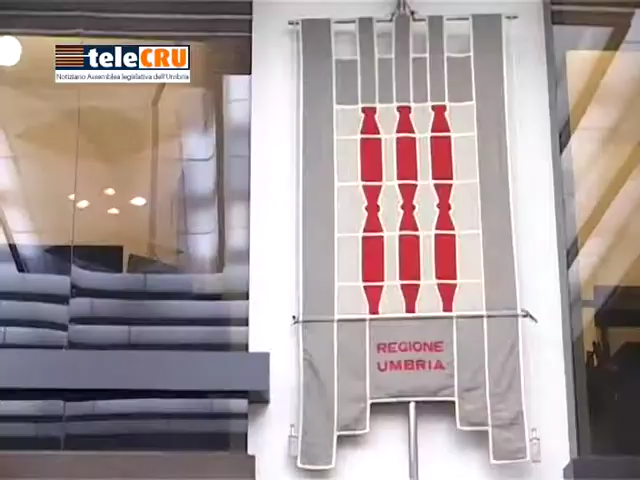 teleCRU
Notiziario Assemblea legislativa dell'Umbria
REGIONE
UMBRIA